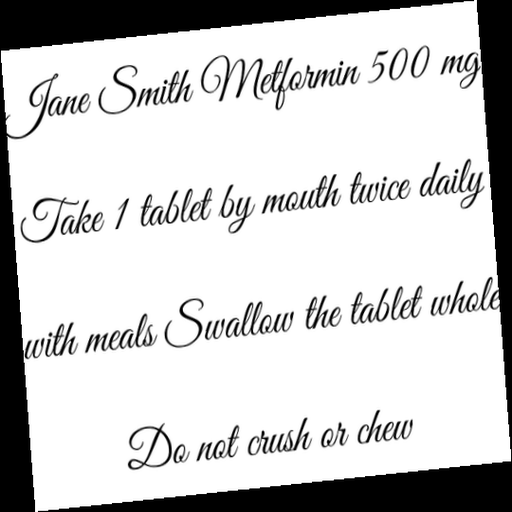 Jane Smith Metformin 500 mg
Take 1 tablet by mouth twice daily
with meals Swallow the tablet whole
Do not crush or chew